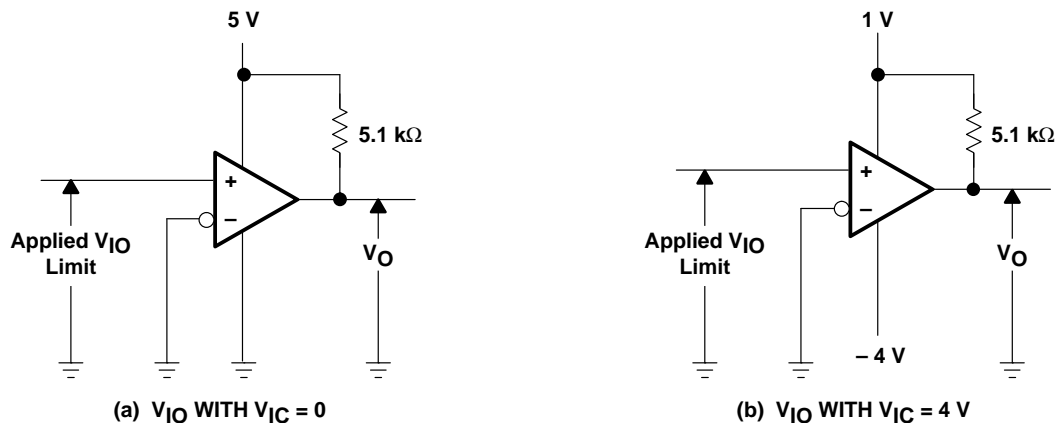 5 V
5.1 kΩ
+
–
Applied VIO
Limit
VO
(a) VIO WITH VIC = 0
1 V
5.1 kΩ
+
–
Applied VIO
Limit
VO
– 4 V
(b) VIO WITH VIC = 4 V